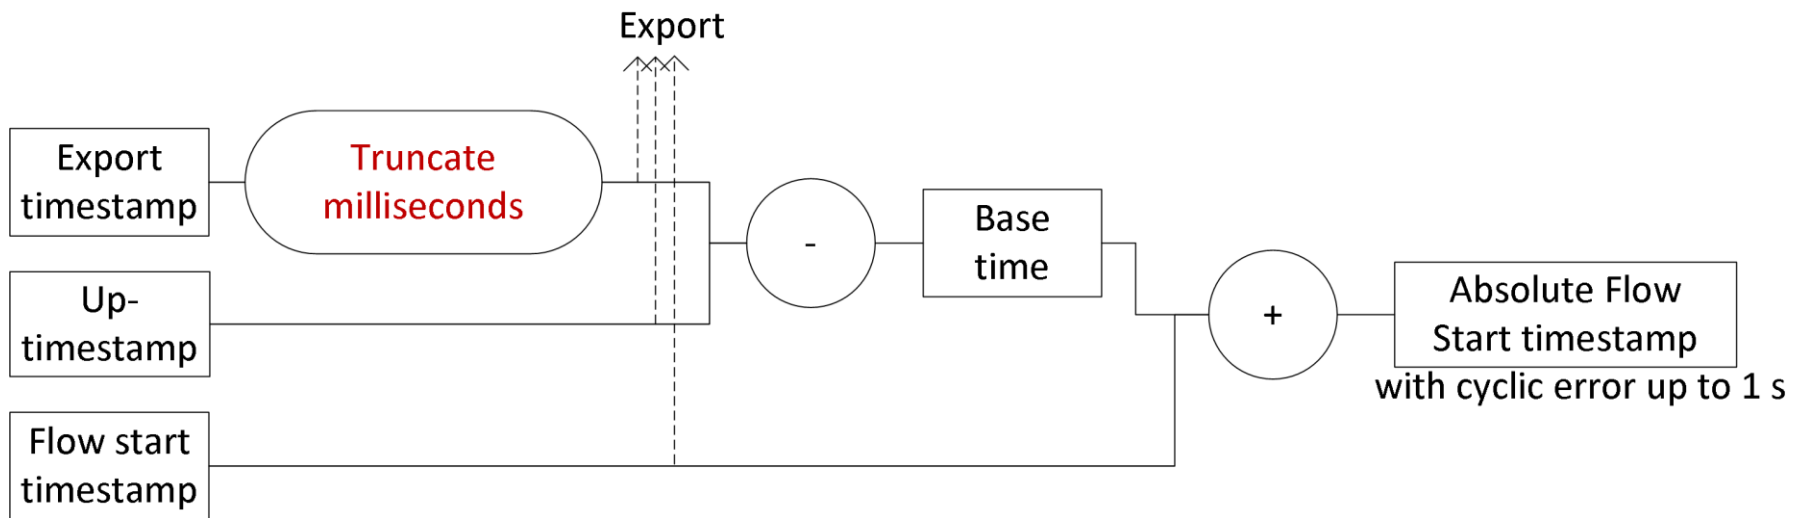 Export
Export
timestamp
Truncate
milliseconds
Up-
timestamp
Flow start
timestamp
-
Base
time
+
Absolute Flow
Start timestamp
with cyclic error up to 1 s